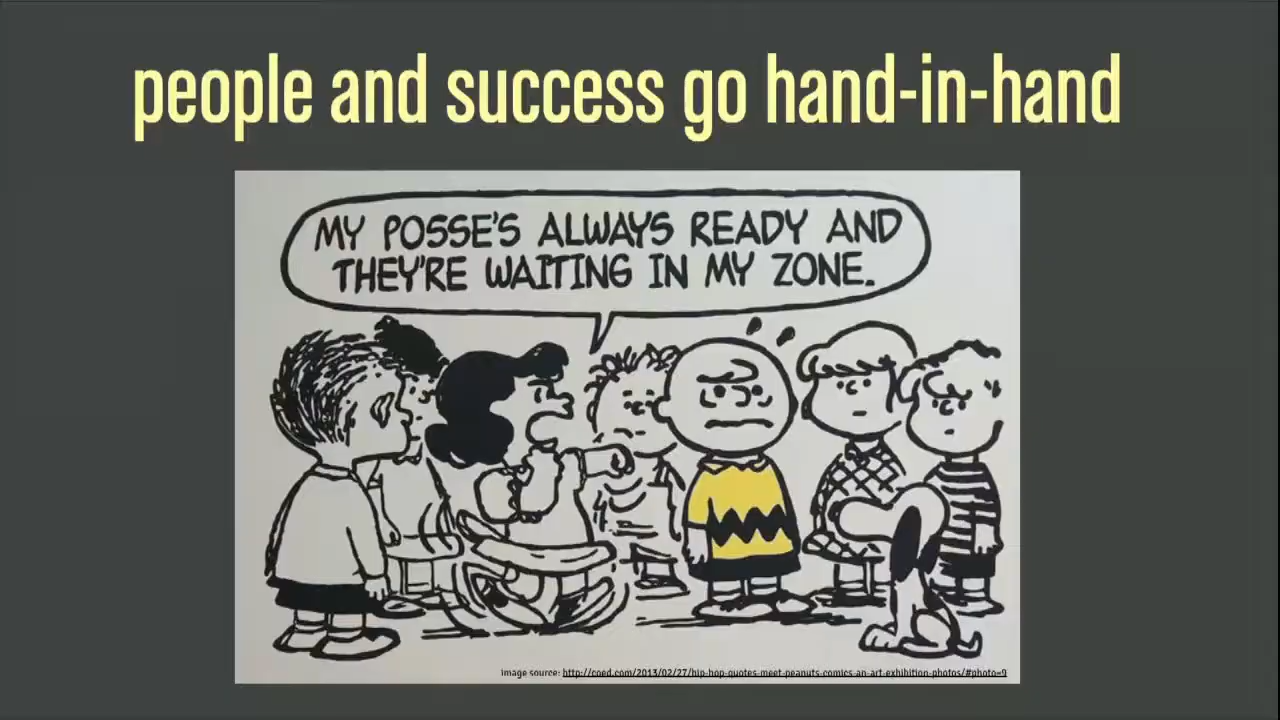 people and success go hand-in-hand
MY POSSE'S ALWAYS READY AND
THEY'RE WAITING IN MY ZONE.
image source: http://coed.com/2013/02/27/hip-hop-quotes-meet-peanuts-comics-an-art-exhibition-photos/#photo=9